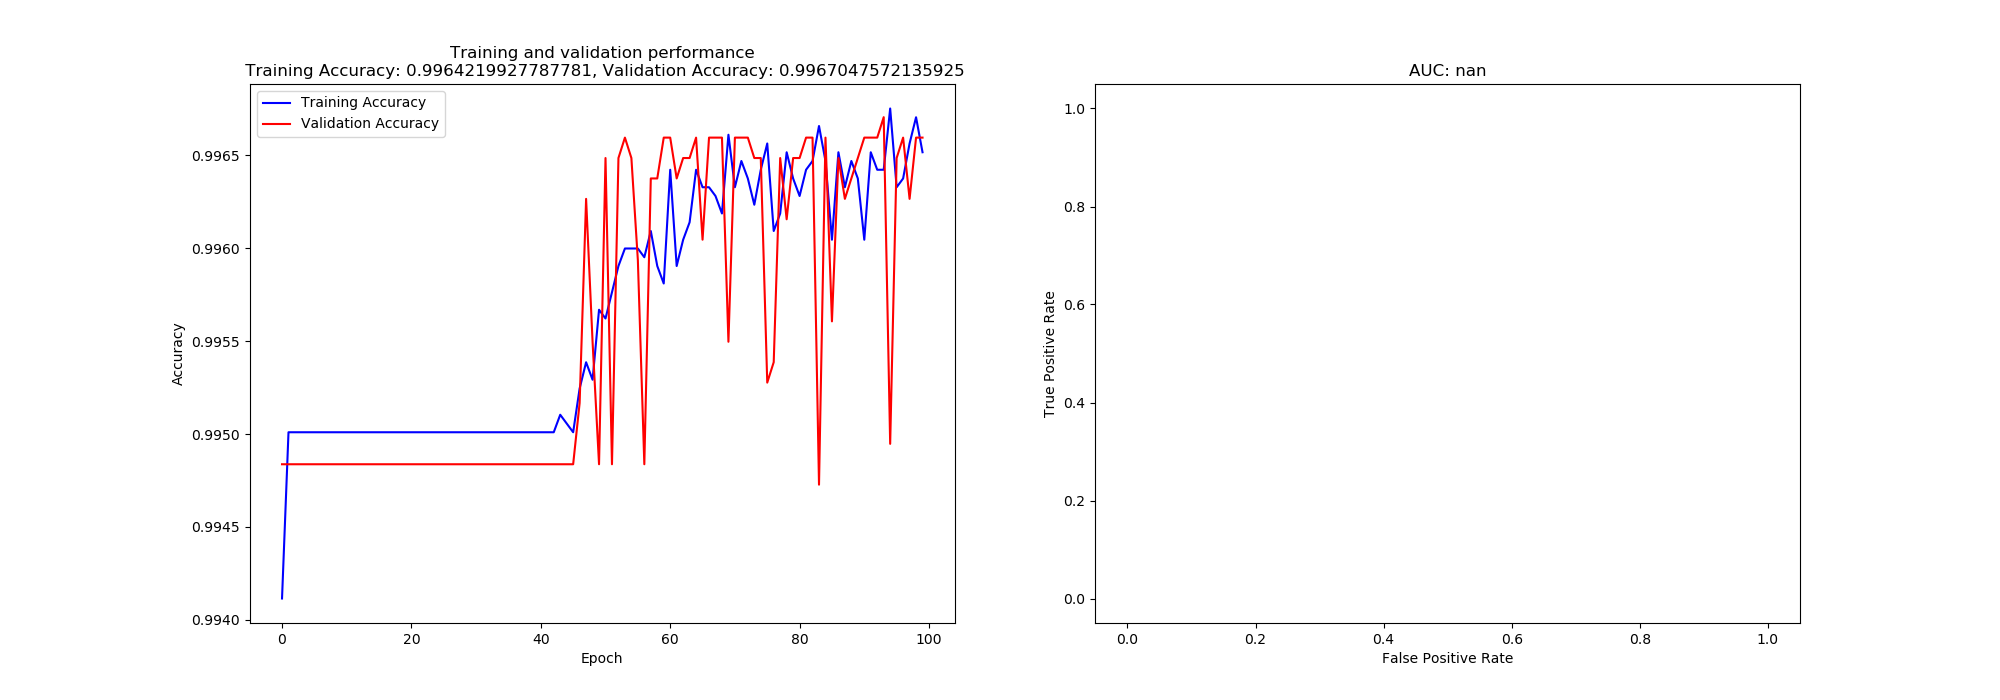 Training and validation performance
Training Accuracy: 0.9964219927787781, Validation Accuracy: 0.9967047572135925
Training Accuracy
Validation Accuracy
0.9965
0.9960
0.9955
0.9950
0.9945
0.9940
Accuracy
0 20 40 60 80 100
Epoch
AUC: nan
1.0
0.8
0.6
0.4
0.2
0.0
True Positive Rate
0.0 0.2 0.4 0.6 0.8 1.0
False Positive Rate